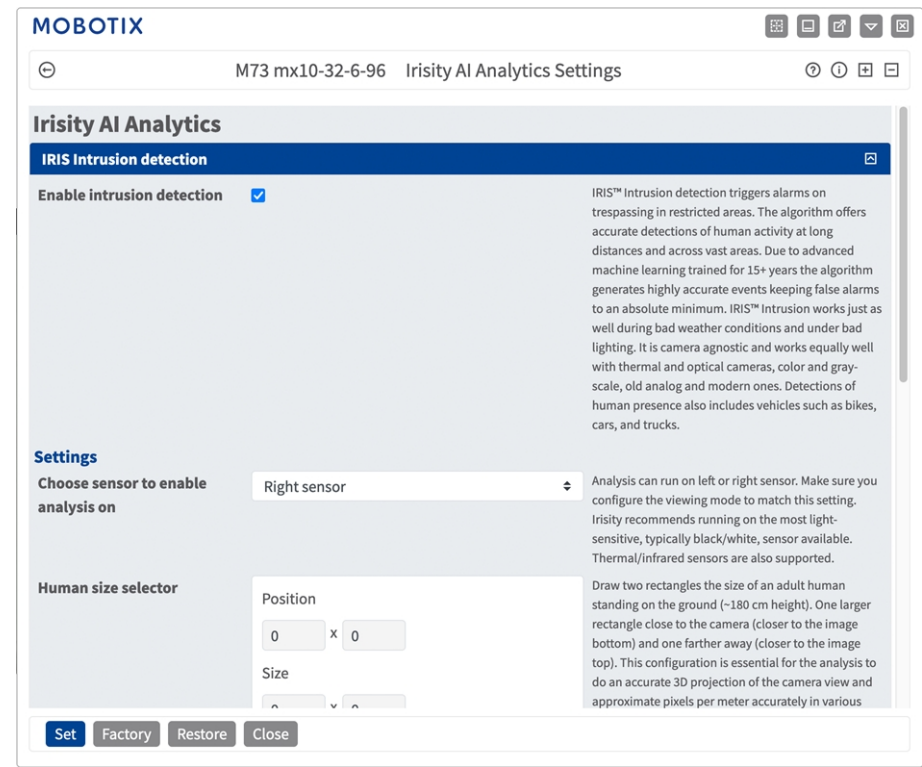 MOBOTIX
M73 mx10-32-6-96 Irisity AI Analytics Settings
Irisity AI Analytics
IRIS Intrusion detection
Enable intrusion detection
IRIS™ Intrusion detection triggers alarms on
trespassing in restricted areas. The algorithm offers
accurate detections of human activity at long
distances and across vast areas. Due to advanced
machine learning trained for 15+ years the algorithm
generates highly accurate events keeping false alarms
to an absolute minimum. IRIS™ Intrusion works just as
well during bad weather conditions and under bad
lighting. It is camera agnostic and works equally well
with thermal and optical cameras, color and gray-
scale, old analog and modern ones. Detections of
human presence also includes vehicles such as bikes,
cars, and trucks.
Settings
Choose sensor to enable
analysis on
Right sensor
Analysis can run on left or right sensor. Make sure you
configure the viewing mode to match this setting.
Irisity recommends running on the most light-
sensitive, typically black/white, sensor available.
Thermal/infrared sensors are also supported.
Human size selector
Position
0 x 0
Size
Draw two rectangles the size of an adult human
standing on the ground (~180 cm height). One larger
rectangle close to the camera (closer to the image
bottom) and one farther away (closer to the image
top). This configuration is essential for the analysis to
do an accurate 3D projection of the camera view and
approximate pixels per meter accurately in various
Set Factory Restore Close